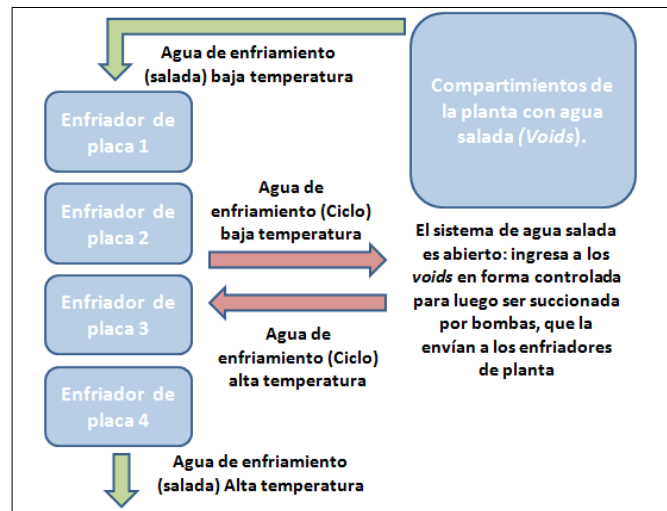 Agua de enfriamiento
(salada) baja temperatura
Compartimientos de
la planta con agua
salada (Voids).
Enfriador de
placa 1
Enfriador de
placa 2
Agua de
enfriamiento (Ciclo)
baja temperatura
El sistema de agua salada
es abierto: ingresa a los
voids en forma controlada
para luego ser succionada
por bombas, que la
envían a los enfriadores
de planta
Enfriador de
placa 3
Agua de
enfriamiento (Ciclo)
alta temperatura
Enfriador de
placa 4
Agua de enfriamiento
(salada) Alta temperatura